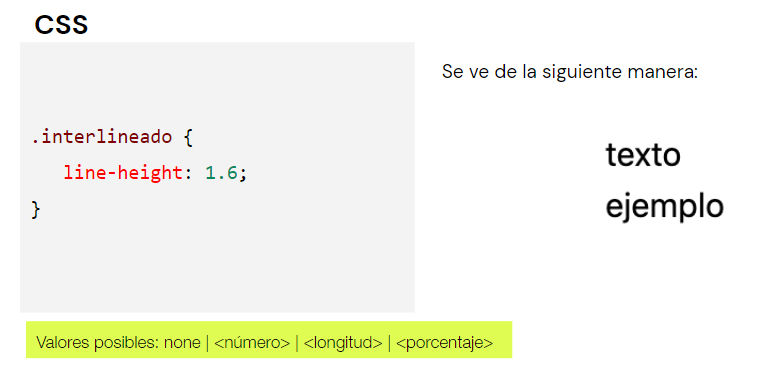 CSS
.interlineado {
line-height: 1.6;
}
Se ve de la siguiente manera:
texto
ejemplo
Valores posibles: none | <número> | <longitud> | <porcentaje>